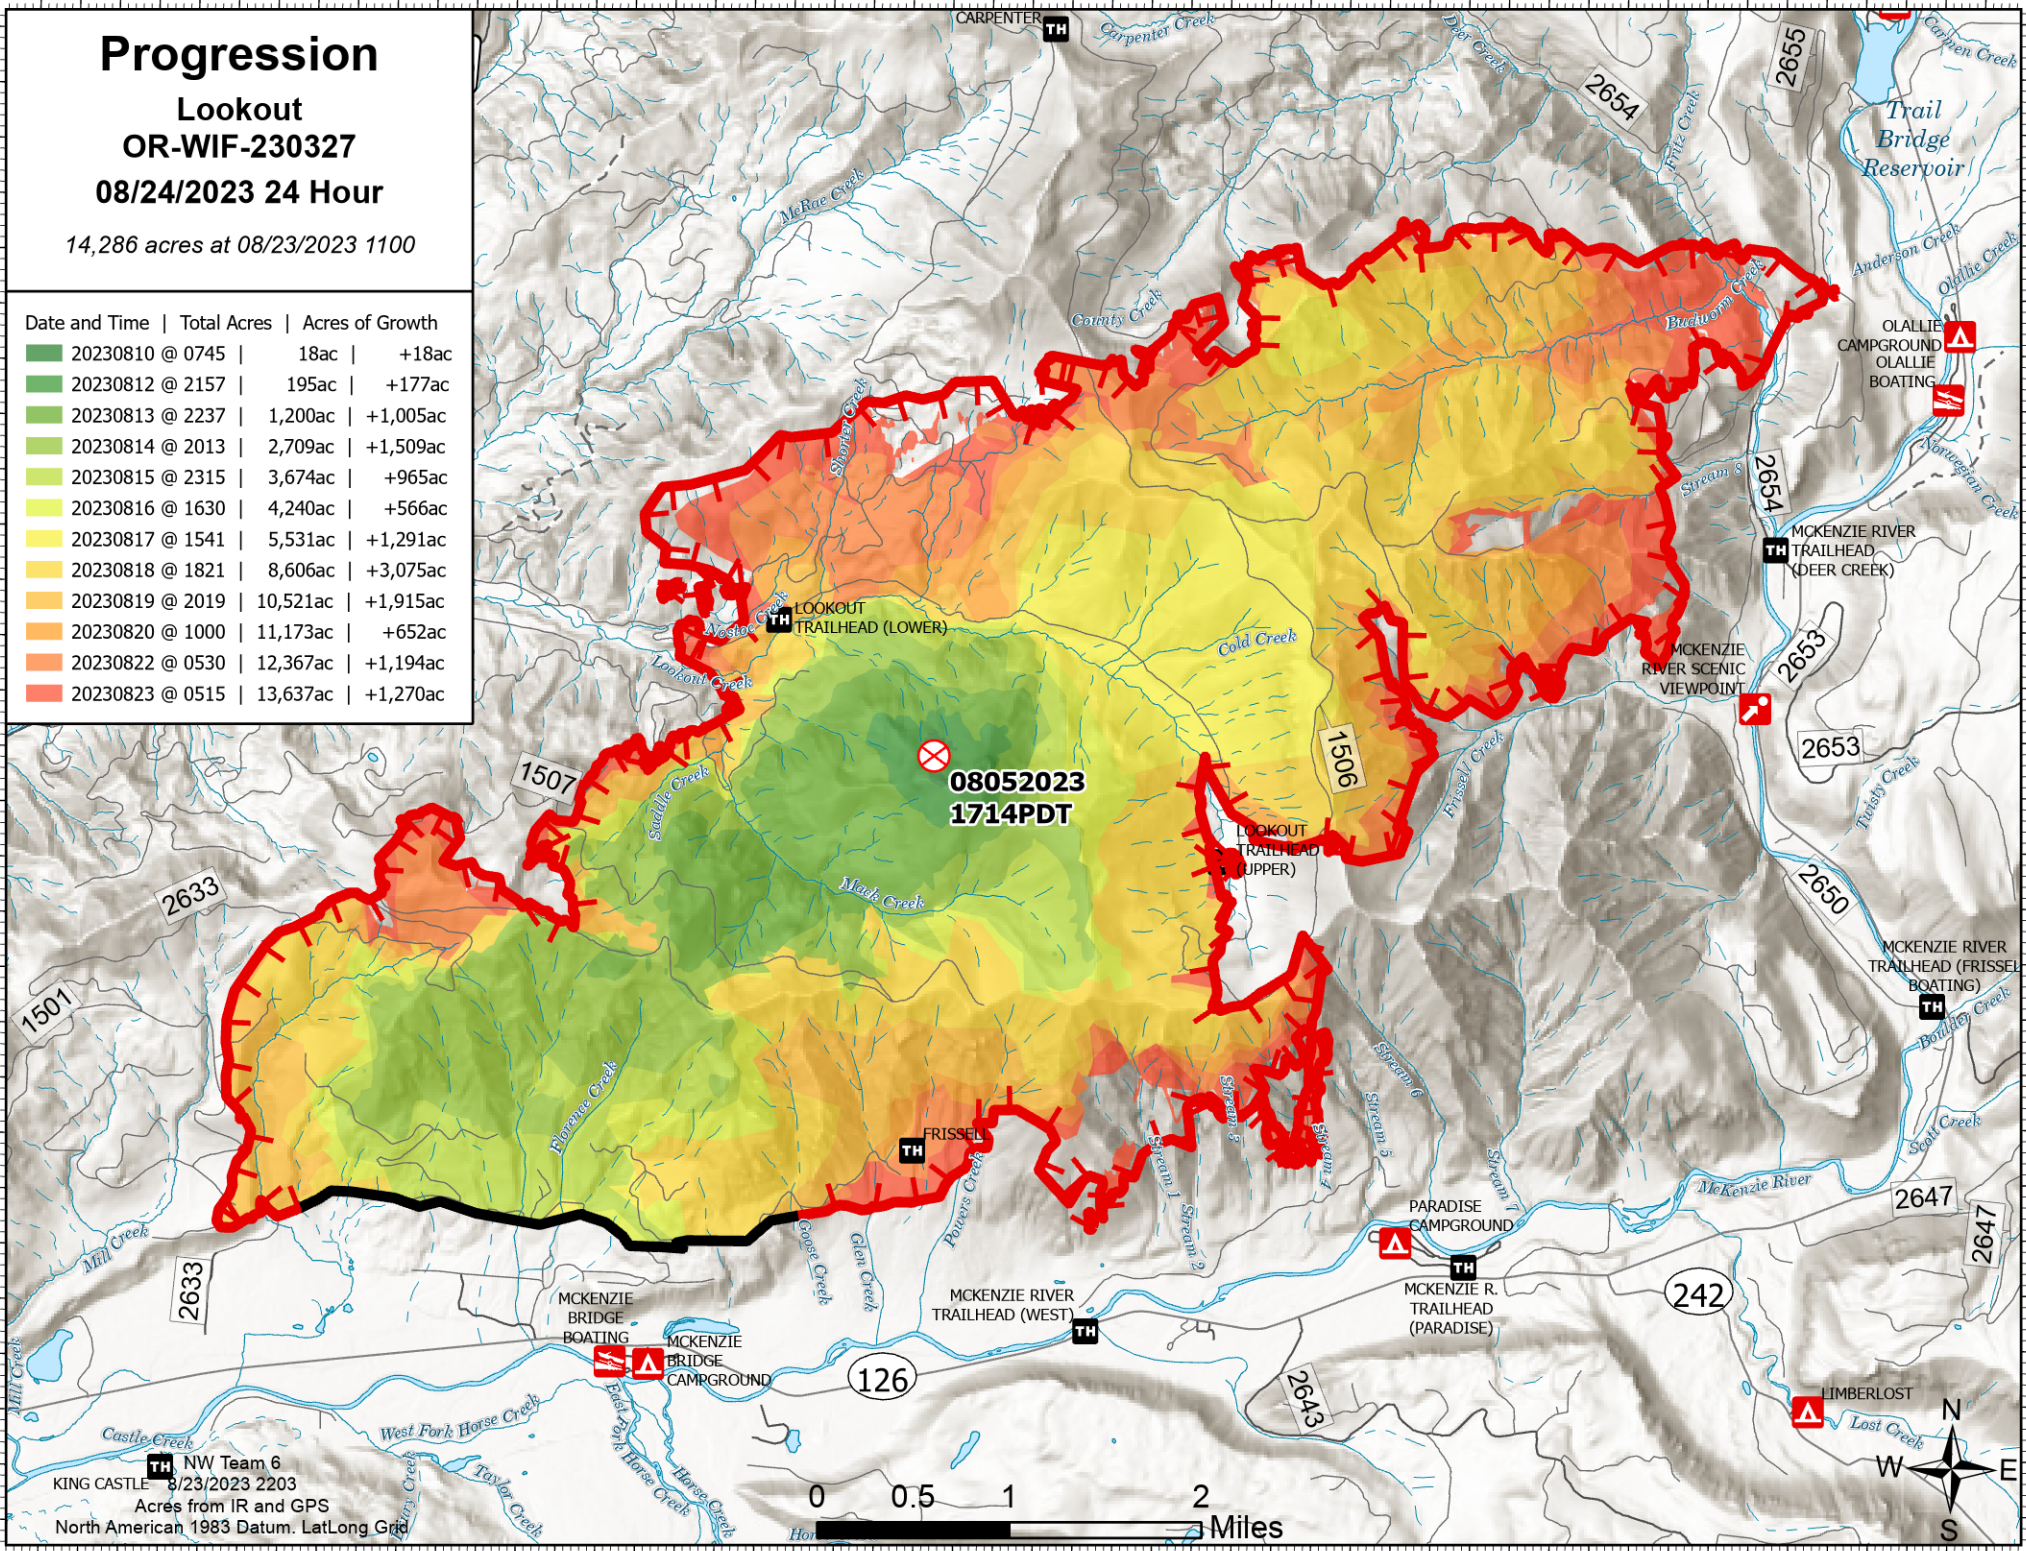 Progression
Lookout
OR-WIF-230327
08/24/2023 24 Hour
14,286 acres at 08/23/2023 1100
Date and Time | Total Acres | Acres of Growth
20230810 @ 0745 | 18ac | +18ac
20230812 @ 2157 | 195ac | +177ac
20230813 @ 2237 | 1,200ac | +1,005ac
20230814 @ 2013 | 2,709ac | +1,509ac
20230815 @ 2315 | 3,674ac | +965ac
20230816 @ 1630 | 4,240ac | +566ac
20230817 @ 1541 | 5,531ac | +1,291ac
20230818 @ 1821 | 8,606ac | +3,075ac
20230819 @ 2019 | 10,521ac | +1,915ac
20230820 @ 1000 | 11,173ac | +652ac
20230822 @ 0530 | 12,367ac | +1,194ac
20230823 @ 0515 | 13,637ac | +1,270ac
CARPENTER
TH
Carpenter Creek
Deer Creek
2654
2655
Carmen Creek
Fritz Creek
Trail
Bridge
Reservoir
McRae Creek
Anderson Creek
Olallie Creek
County Creek
Budworm Creek
OLALLIE
CAMPGROUND
OLALLIE
BOATING
Shorter Creek
Norwegian Creek
Stream 8
2654
MCKENZIE RIVER
TH TRAILHEAD
(DEER CREEK)
Nostoc Creek
TH
LOOKOUT
TRAILHEAD (LOWER)
Lookout Creek
Cold Creek
MCKENZIE
RIVER SCENIC
VIEWPOINT
2653
2653
1506
Frissell Creek
Twisty Creek
1507
Saddle Creek
08052023
1714PDT
LOOKOUT
TRAILHEAD
(UPPER)
Mack Creek
2633
2650
1501
MCKENZIE RIVER
TRAILHEAD (FRISSEL
BOATING)
TH
Boulder Creek
Florence Creek
Stream 6
Stream 5
Stream 3
Stream 4
Stream 1
Stream 2
Stream 7
Scott Creek
FRISSELL
TH
Powers Creek
Goose Creek
Glen Creek
McKenzie River
2647
2647
Mill Creek
2633
PARADISE
CAMPGROUND
TH
MCKENZIE R.
TRAILHEAD
(PARADISE)
242
MCKENZIE
BRIDGE
BOATING
MCKENZIE
BRIDGE
CAMPGROUND
MCKENZIE RIVER
TRAILHEAD (WEST)
TH
126
2643
Mill Creek
LIMBERLOST
Lost Creek
Castle Creek
West Fork Horse Creek
East Fork Horse Creek
Horse Creek
Taylor Creek
KING CASTLE
TH
NW Team 6
8/23/2023 2203
Acres from IR and GPS
North American 1983 Datum. LatLong Grid
0 0.5 1 2
Miles
N
W
E
S